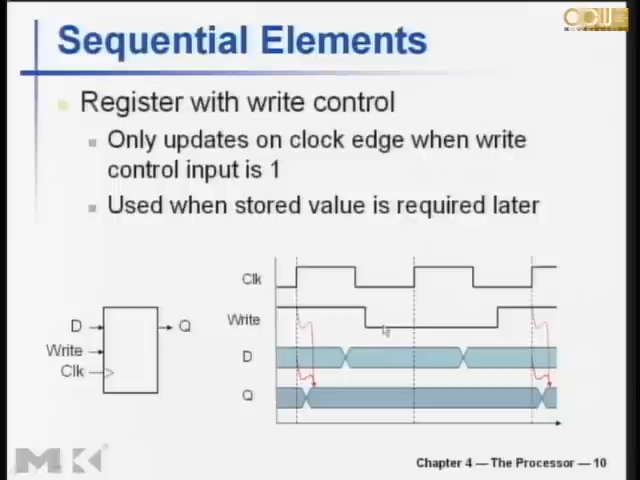 Sequential Elements
Register with write control
Only updates on clock edge when write
control input is 1
Used when stored value is required later
Clk
Write
D
Q
D
Q
Write
Clk
MK
Chapter 4 — The Processor — 10